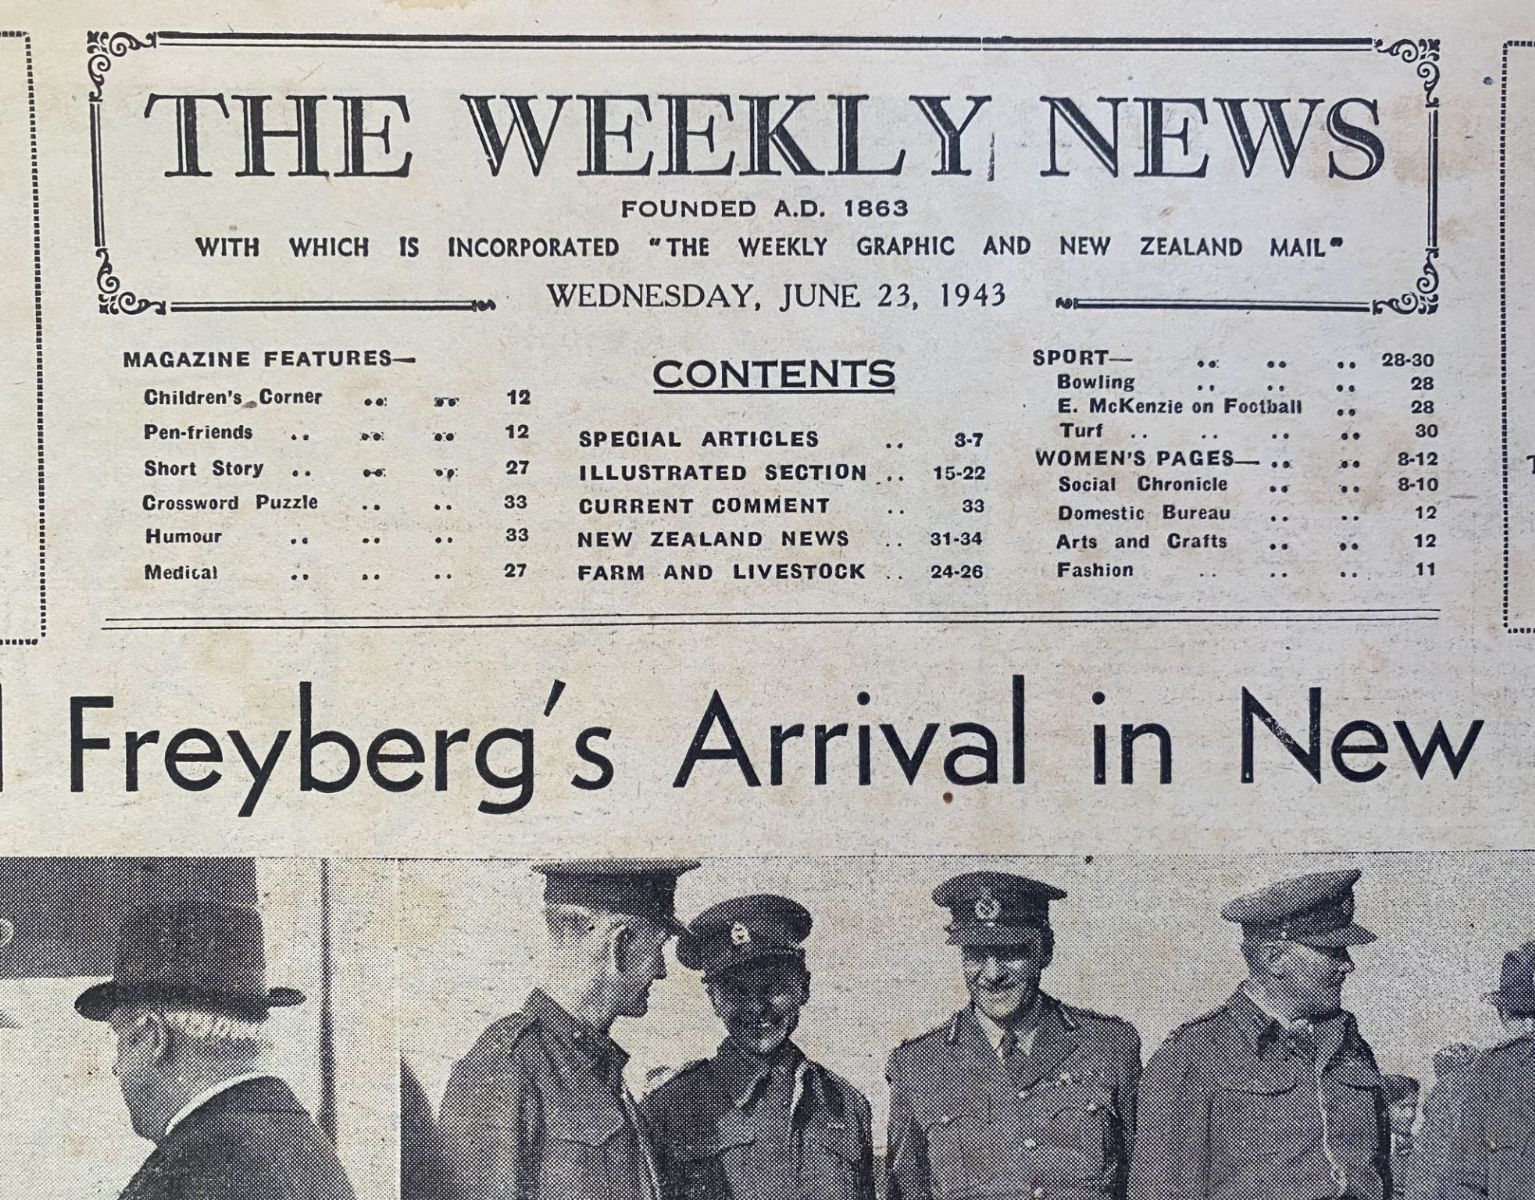 THE WEEKLY NEWS
FOUNDED A.D. 1863
WITH WHICH IS INCORPORATED "THE WEEKLY GRAPHIC AND NEW ZEALAND MAIL"
WEDNESDAY, JUNE 23, 1943
MAGAZINE FEATURES—
Children's Corner .. .. 12
Pen-friends .. .. .. 12
Short Story .. .. .. 27
Crossword Puzzle .. .. 33
Humour .. .. .. 33
Medical .. .. .. 27
CONTENTS
SPECIAL ARTICLES .. 3-7
ILLUSTRATED SECTION .. 15-22
CURRENT COMMENT .. 33
NEW ZEALAND NEWS .. 31-34
FARM AND LIVESTOCK .. 24-26
SPORT— .. .. .. 28-30
Bowling .. .. .. 28
E. McKenzie on Football .. 28
Turf .. .. .. .. 30
WOMEN'S PAGES— .. .. 8-12
Social Chronicle .. .. 8-10
Domestic Bureau .. .. 12
Arts and Crafts .. .. 12
Fashion .. .. .. 11
Freyberg's Arrival in New